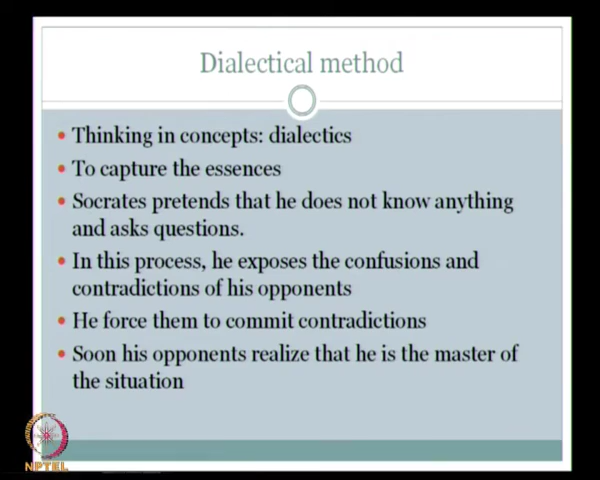 Dialectical method
• Thinking in concepts: dialectics
• To capture the essences
• Socrates pretends that he does not know anything
and asks questions.
• In this process, he exposes the confusions and
contradictions of his opponents
• He force them to commit contradictions
• Soon his opponents realize that he is the master of
the situation
NPTEL